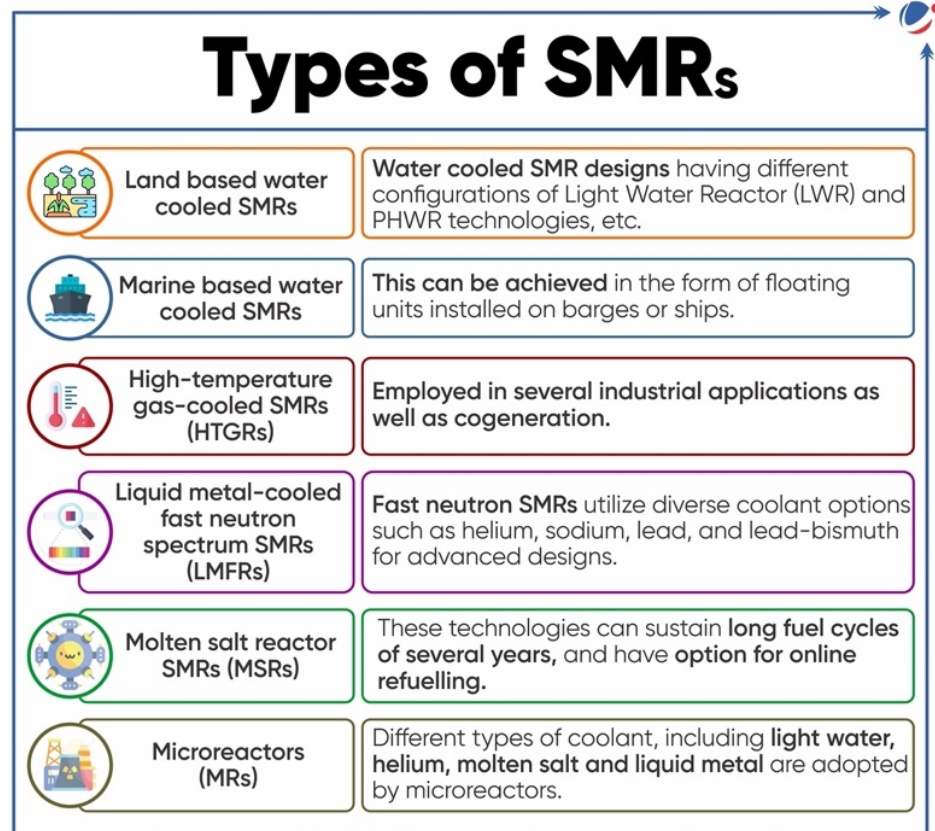 Types of SMRs
Land based water
cooled SMRs
Water cooled SMR designs having different
configurations of Light Water Reactor (LWR) and
PHWR technologies, etc.
Marine based water
cooled SMRs
This can be achieved in the form of floating
units installed on barges or ships.
High-temperature
gas-cooled SMRs
(HTGRs)
Employed in several industrial applications as
well as cogeneration.
Liquid metal-cooled
fast neutron
spectrum SMRs
(LMFRs)
Fast neutron SMRs utilize diverse coolant options
such as helium, sodium, lead, and lead-bismuth
for advanced designs.
Molten salt reactor
SMRs (MSRs)
These technologies can sustain long fuel cycles
of several years, and have option for online
refuelling.
Microreactors
(MRs)
Different types of coolant, including light water,
helium, molten salt and liquid metal are adopted
by microreactors.